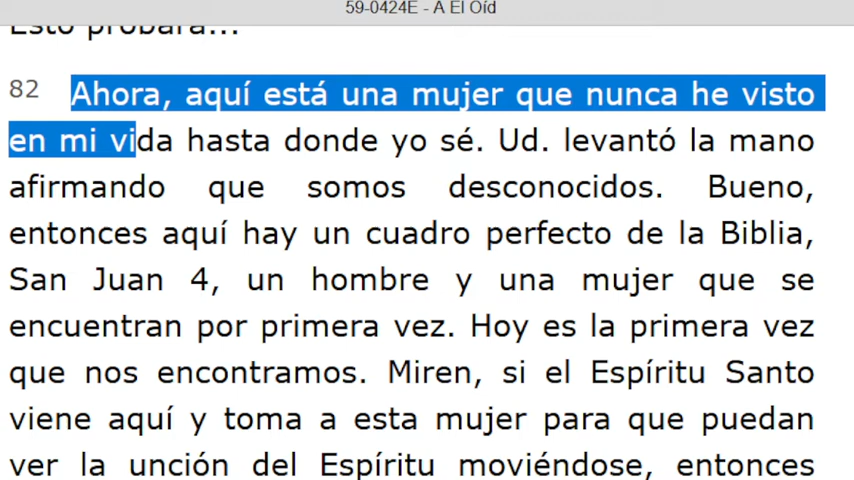 59-0424E - A El Oíd
Esto probará...
82 Ahora, aquí está una mujer que nunca he visto
en mi vida hasta donde yo sé. Ud. levantó la mano
afirmando que somos desconocidos. Bueno,
entonces aquí hay un cuadro perfecto de la Biblia,
San Juan 4, un hombre y una mujer que se
encuentran por primera vez. Hoy es la primera vez
que nos encontramos. Miren, si el Espíritu Santo
viene aquí y toma a esta mujer para que puedan
ver la unción del Espíritu moviéndose, entonces